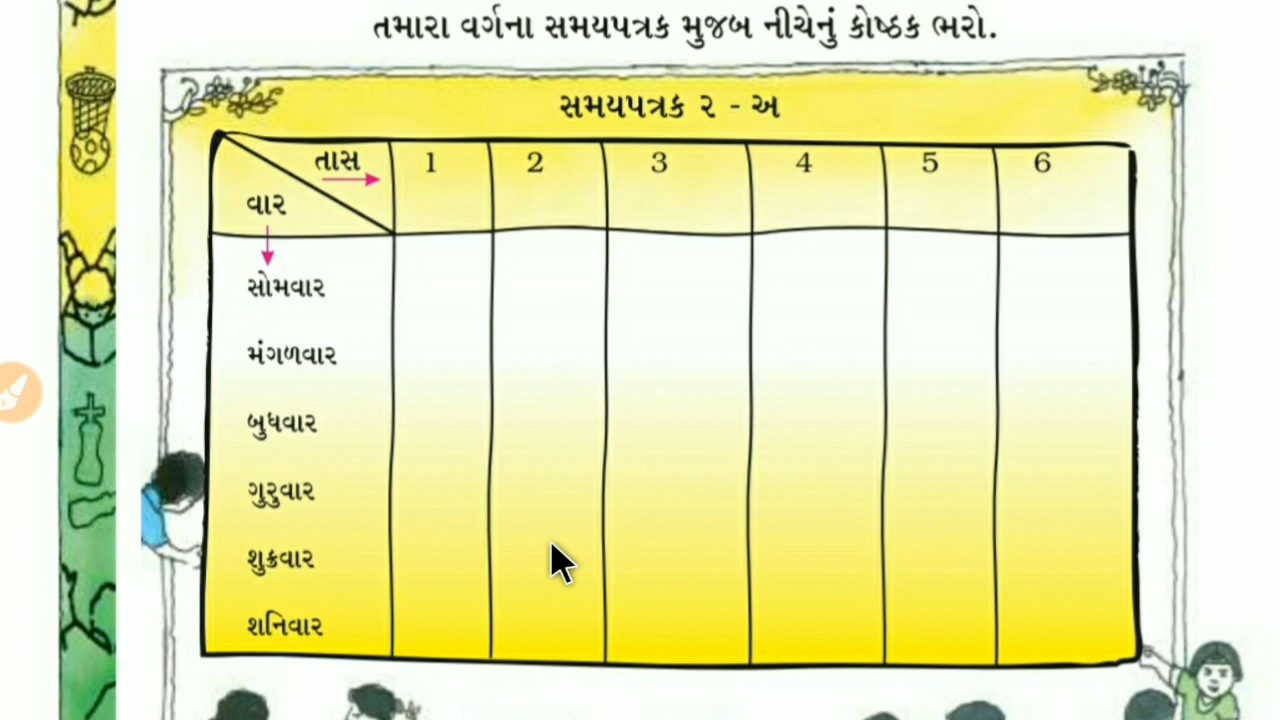 તમારા વર્ગના સમયપત્રક મુજબ નીચેનું કોષ્ઠક ભરો.
સમયપત્રક ૨ - અ
તાસ 1 2 3 4 5 6
વાર
સોમવાર
મંગળવાર
બુધવાર
ગુરુવાર
શુક્રવાર
શનિવાર